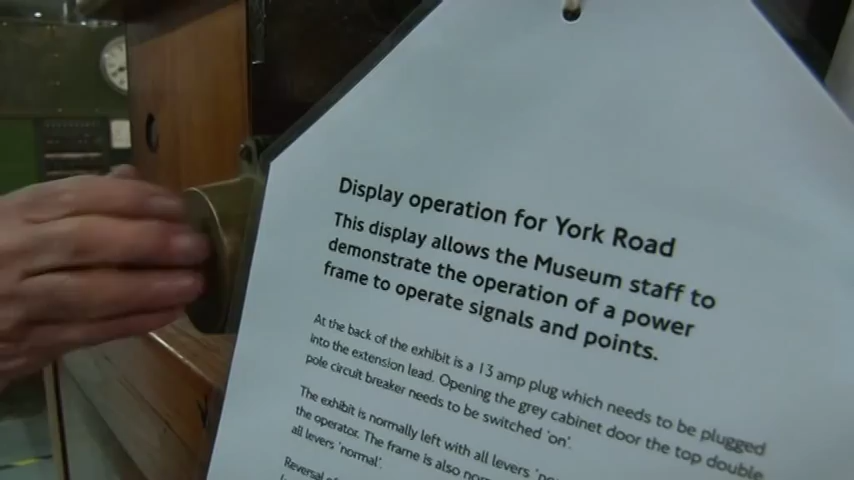 Display operation for York Road
This display allows the Museum staff to
demonstrate the operation of a power
frame to operate signals, and points.
At the back of the exhibit is a 13 amp plug which needs to be plugged
into the extension lead. Opening the grey cabinet door the top double
pole circuit breaker needs to be switched 'on'.
The exhibit is normally left with all levers
the operator. The frame is also
all levers 'normal'.
Reversal